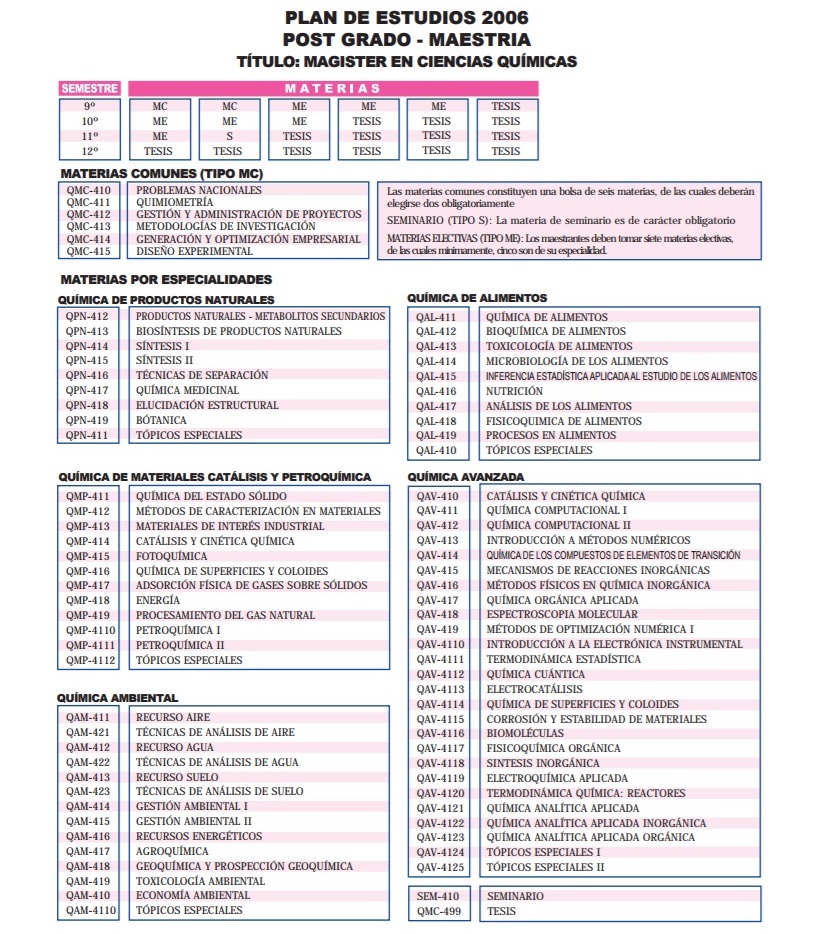 PLAN DE ESTUDIOS 2006
POST GRADO - MAESTRIA
TÍTULO: MAGISTER EN CIENCIAS QUÍMICAS
SEMESTRE MATERIAS
9º MC MC ME ME ME TESIS
10º ME ME ME TESIS TESIS TESIS
11º ME S TESIS TESIS TESIS TESIS
12º TESIS TESIS TESIS TESIS TESIS TESIS
MATERIAS COMUNES (TIPO MC)
QMC-410 PROBLEMAS NACIONALES
QMC-411 QUIMIOMETRÍA
QMC-412 GESTIÓN Y ADMINISTRACIÓN DE PROYECTOS
QMC-413 METODOLOGÍAS DE INVESTIGACIÓN
QMC-414 GENERACIÓN Y OPTIMIZACIÓN EMPRESARIAL
QMC-415 DISEÑO EXPERIMENTAL
Las materias comunes constituyen una bolsa de seis materias, de las cuales deberán
elegirse dos obligatoriamente
SEMINARIO (TIPO S): La materia de seminario es de carácter obligatorio
MATERIAS ELECTIVAS (TIPO ME): Los maestrantes deben tomar siete materias electivas,
de las cuales mínimamente, cinco son de su especialidad.
MATERIAS POR ESPECIALIDADES
QUÍMICA DE PRODUCTOS NATURALES
QPN-412 PRODUCTOS NATURALES - METABOLITOS SECUNDARIOS
QPN-413 BIOSÍNTESIS DE PRODUCTOS NATURALES
QPN-414 SÍNTESIS I
QPN-415 SÍNTESIS II
QPN-416 TÉCNICAS DE SEPARACIÓN
QPN-417 QUÍMICA MEDICINAL
QPN-418 ELUCIDACIÓN ESTRUCTURAL
QPN-419 BÓTANICA
QPN-411 TÓPICOS ESPECIALES
QUÍMICA DE ALIMENTOS
QAL-411 QUÍMICA DE ALIMENTOS
QAL-412 BIOQUÍMICA DE ALIMENTOS
QAL-413 TOXICOLOGÍA DE ALIMENTOS
QAL-414 MICROBIOLOGÍA DE LOS ALIMENTOS
QAL-415 INFERENCIA ESTADÍSTICA APLICADA AL ESTUDIO DE LOS ALIMENTOS
QAL-416 NUTRICIÓN
QAL-417 ANÁLISIS DE LOS ALIMENTOS
QAL-418 FISICOQUIMICA DE ALIMENTOS
QAL-419 PROCESOS EN ALIMENTOS
QAL-410 TÓPICOS ESPECIALES
QUÍMICA DE MATERIALES CATÁLISIS Y PETROQUÍMICA
QMP-411 QUÍMICA DEL ESTADO SÓLIDO
QMP-412 MÉTODOS DE CARACTERIZACIÓN EN MATERIALES
QMP-413 MATERIALES DE INTERÉS INDUSTRIAL
QMP-414 CATÁLISIS Y CINÉTICA QUÍMICA
QMP-415 FOTOQUÍMICA
QMP-416 QUÍMICA DE SUPERFICIES Y COLOIDES
QMP-417 ADSORCIÓN FÍSICA DE GASES SOBRE SÓLIDOS
QMP-418 ENERGÍA
QMP-419 PROCESAMIENTO DEL GAS NATURAL
QMP-4110 PETROQUÍMICA I
QMP-4111 PETROQUÍMICA II
QMP-4112 TÓPICOS ESPECIALES
QUÍMICA AMBIENTAL
QAM-411 RECURSO AIRE
QAM-421 TÉCNICAS DE ANÁLISIS DE AIRE
QAM-412 RECURSO AGUA
QAM-422 TÉCNICAS DE ANÁLISIS DE AGUA
QAM-413 RECURSO SUELO
QAM-423 TÉCNICAS DE ANÁLISIS DE SUELO
QAM-414 GESTIÓN AMBIENTAL I
QAM-415 GESTIÓN AMBIENTAL II
QAM-416 RECURSOS ENERGÉTICOS
QAM-417 AGROQUÍMICA
QAM-418 GEOQUÍMICA Y PROSPECCIÓN GEOQUÍMICA
QAM-419 TOXICOLOGÍA AMBIENTAL
QAM-410 ECONOMÍA AMBIENTAL
QAM-4110 TÓPICOS ESPECIALES
QUÍMICA AVANZADA
QAV-410 CATÁLISIS Y CINÉTICA QUÍMICA
QAV-411 QUÍMICA COMPUTACIONAL I
QAV-412 QUÍMICA COMPUTACIONAL II
QAV-413 INTRODUCCIÓN A MÉTODOS NUMÉRICOS
QAV-414 QUÍMICA DE LOS COMPUESTOS DE ELEMENTOS DE TRANSICIÓN
QAV-415 MECANISMOS DE REACCIONES INORGÁNICAS
QAV-416 MÉTODOS FÍSICOS EN QUÍMICA INORGÁNICA
QAV-417 QUÍMICA ORGÁNICA APLICADA
QAV-418 ESPECTROSCOPIA MOLECULAR
QAV-419 MÉTODOS DE OPTIMIZACIÓN NUMÉRICA I
QAV-4110 INTRODUCCIÓN A LA ELECTRÓNICA INSTRUMENTAL
QAV-4111 TERMODINÁMICA ESTADÍSTICA
QAV-4112 QUÍMICA CUÁNTICA
QAV-4113 ELECTROCATÁLISIS
QAV-4114 QUÍMICA DE SUPERFICIES Y COLOIDES
QAV-4115 CORROSIÓN Y ESTABILIDAD DE MATERIALES
QAV-4116 BIOMOLÉCULAS
QAV-4117 FISICOQUÍMICA ORGÁNICA
QAV-4118 SINTESIS INORGÁNICA
QAV-4119 ELECTROQUÍMICA APLICADA
QAV-4120 TERMODINÁMICA QUÍMICA: REACTORES
QAV-4121 QUÍMICA ANALÍTICA APLICADA
QAV-4122 QUÍMICA ANALÍTICA APLICADA INORGÁNICA
QAV-4123 QUÍMICA ANALÍTICA APLICADA ORGÁNICA
QAV-4124 TÓPICOS ESPECIALES I
QAV-4125 TÓPICOS ESPECIALES II
SEM-410 SEMINARIO
QMC-499 TESIS